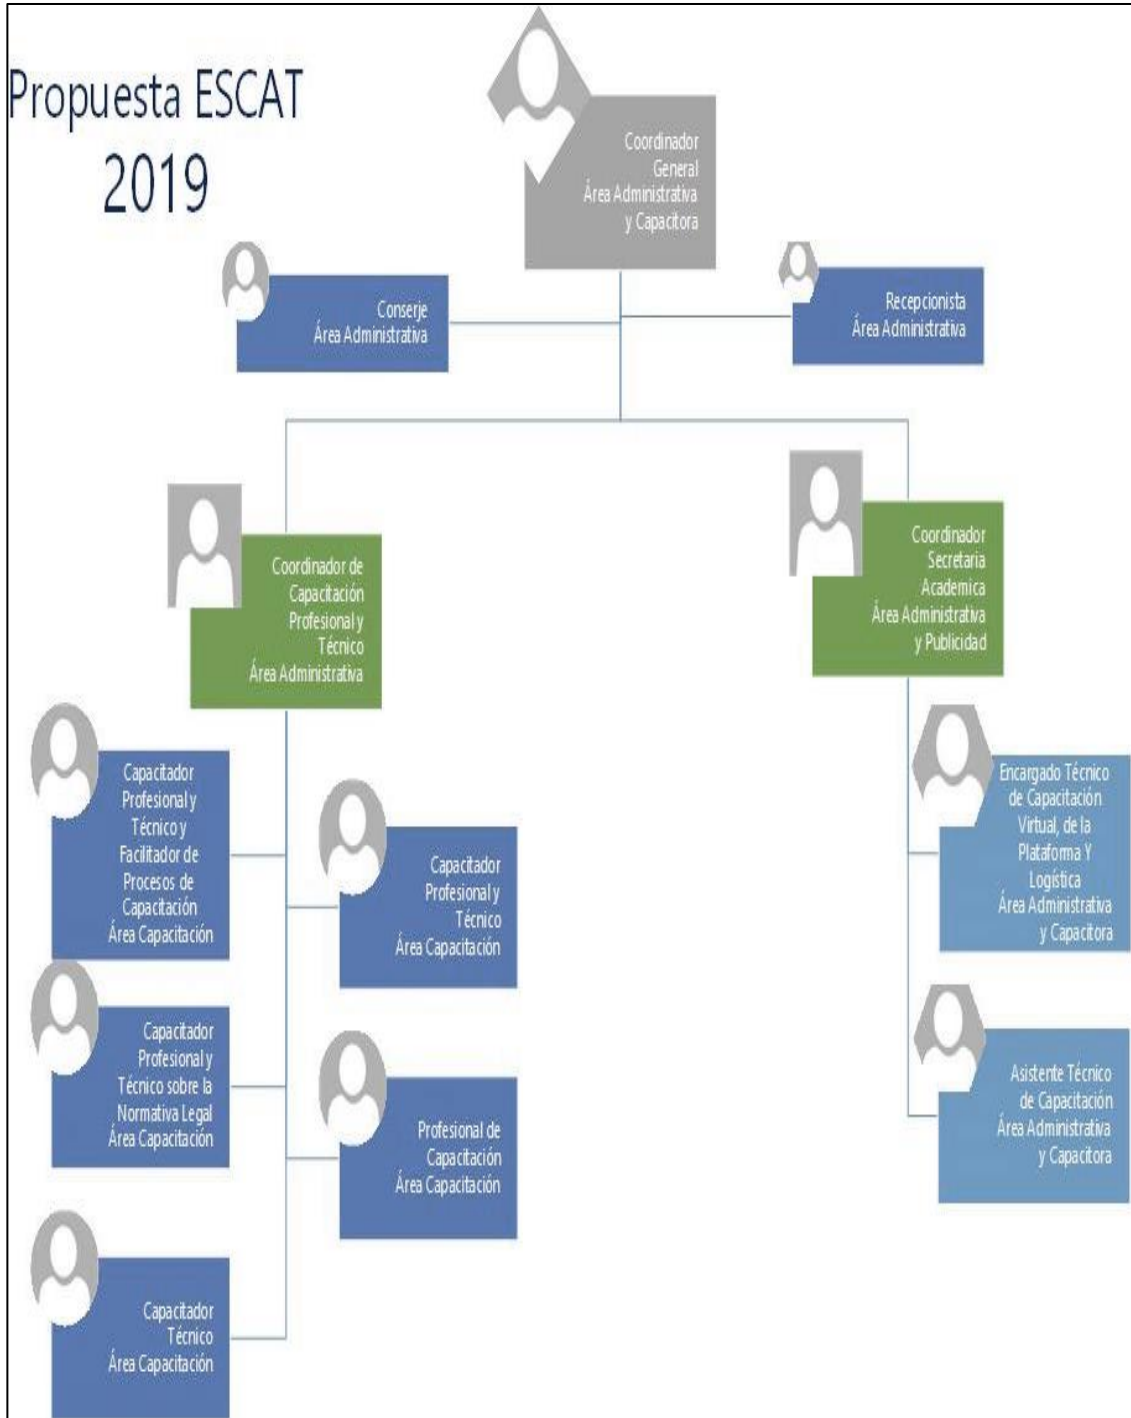 Propuesta ESCAT
2019
Coordinador
General
Área Administrativa
y Capacitora
Conserje
Área Administrativa
Recepcionista
Área Administrativa
Coordinador de
Capacitación
Profesional y
Técnico
Área Administrativa
Coordinador
Secretaria
Academica
Área Administrativa
y Publicidad
Capacitador
Profesional y
Técnico y
Facilitador de
Procesos de
Capacitación
Área Capacitación
Capacitador
Profesional y
Técnico
Área Capacitación
Encargado Técnico
de Capacitación
Virtual, de la
Plataforma Y
Logística
Área Administrativa
y Capacitora
Capacitador
Profesional y
Técnico sobre la
Normativa Legal
Área Capacitación
Profesional de
Capacitación
Área Capacitación
Asistente Técnico
de Capacitación
Área Administrativa
y Capacitora
Capacitador
Técnico
Área Capacitación